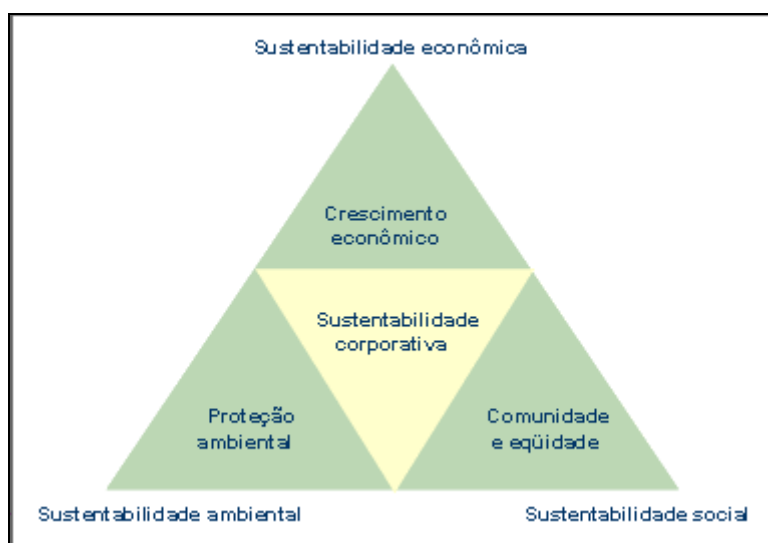 Sustentabilidade econômica
Crescimento
econômico
Sustentabilidade
corporativa
Proteção
ambiental
Comunidade
e eqüidade
Sustentabilidade ambiental
Sustentabilidade social